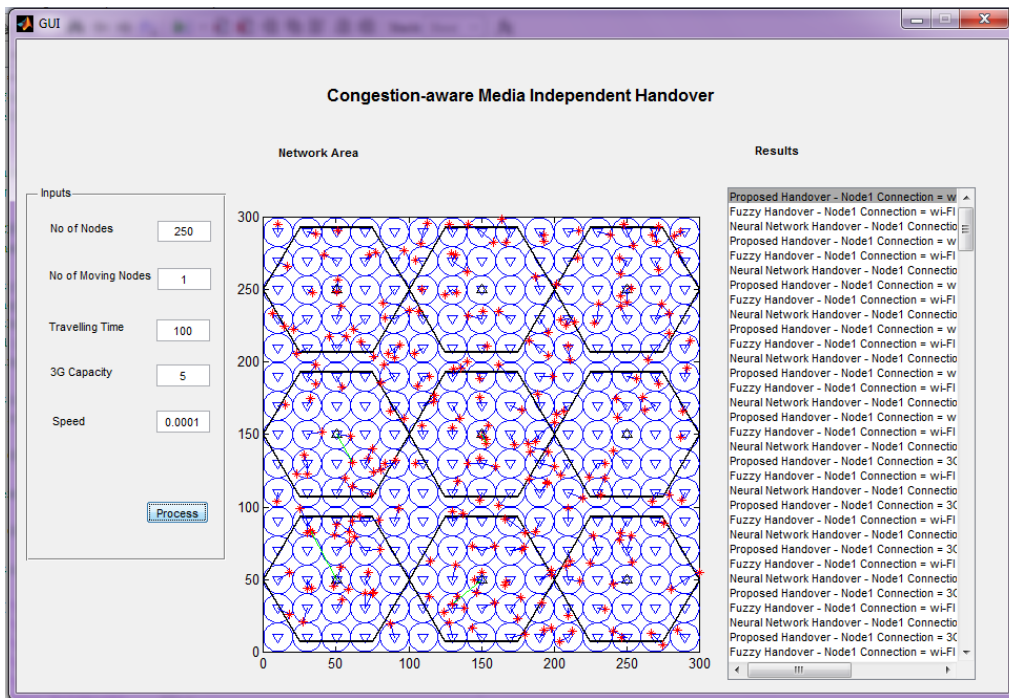 GUI
Congestion-aware Media Independent Handover
Inputs
No of Nodes 250
No of Moving Nodes 1
Travelling Time 100
3G Capacity 5
Speed 0.0001
Process
Network Area
300
250
200
150
100
50
0
0 50 100 150 200 250 300
Results
Proposed Handover - Node1 Connection = w
Fuzzy Handover - Node1 Connection = wi-FI
Neural Network Handover - Node1 Connectio
Proposed Handover - Node1 Connection = w
Fuzzy Handover - Node1 Connection = wi-FI
Neural Network Handover - Node1 Connectio
Proposed Handover - Node1 Connection = w
Fuzzy Handover - Node1 Connection = wi-FI
Neural Network Handover - Node1 Connectio
Proposed Handover - Node1 Connection = w
Fuzzy Handover - Node1 Connection = wi-FI
Neural Network Handover - Node1 Connectio
Proposed Handover - Node1 Connection = w
Fuzzy Handover - Node1 Connection = wi-FI
Neural Network Handover - Node1 Connectio
Proposed Handover - Node1 Connection = w
Fuzzy Handover - Node1 Connection = wi-FI
Neural Network Handover - Node1 Connectio
Proposed Handover - Node1 Connection = 3G
Fuzzy Handover - Node1 Connection = wi-FI
Neural Network Handover - Node1 Connectio
Proposed Handover - Node1 Connection = 3G
Fuzzy Handover - Node1 Connection = wi-FI
Neural Network Handover - Node1 Connectio
Proposed Handover - Node1 Connection = 3G
Fuzzy Handover - Node1 Connection = wi-FI
Neural Network Handover - Node1 Connectio
Proposed Handover - Node1 Connection = 3G
Fuzzy Handover - Node1 Connection = wi-FI
Neural Network Handover - Node1 Connectio
Proposed Handover - Node1 Connection = 3G
Fuzzy Handover - Node1 Connection = wi-FI